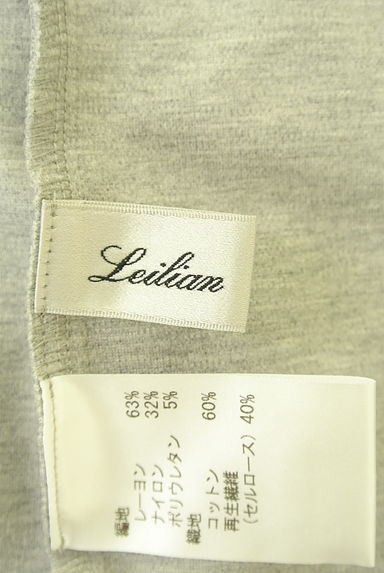 Leilian
編地
レーヨン 63%
ナイロン 32%
ポリウレタン 5%
織地
コットン 60%
再生繊維
(セルロース) 40%